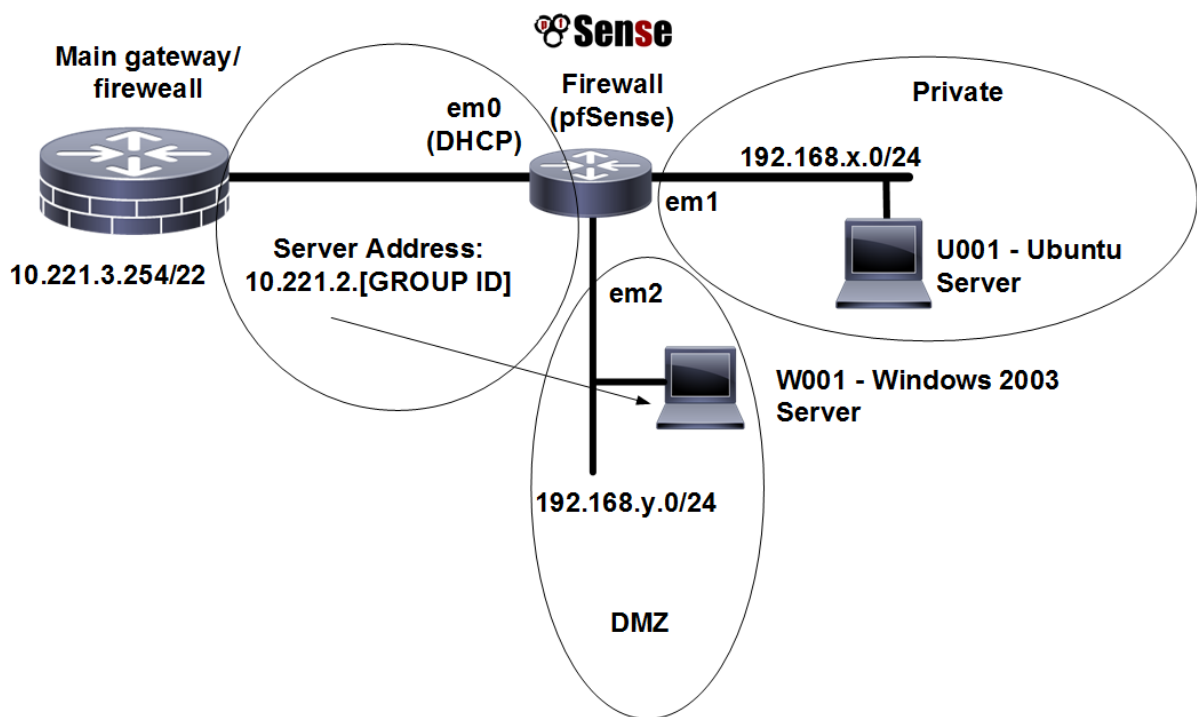 pf Sense
Main gateway/
fireweall
em0
(DHCP)
Firewall
(pfSense)
Private
192.168.x.0/24
em1
Server Address:
10.221.2.[GROUP ID]
10.221.3.254/22
U001 - Ubuntu
Server
em2
W001 - Windows 2003
Server
192.168.y.0/24
DMZ